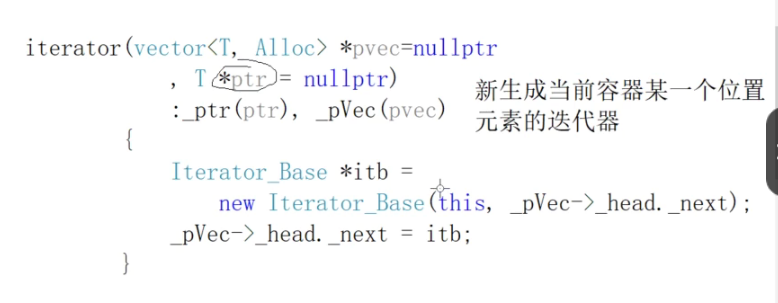 iterator(vector<T, Alloc> *pvec=nullptr
, T *ptr = nullptr)
:_ptr(ptr), _pVec(pvec)
新生成当前容器某一个位置
元素的迭代器
{
Iterator_Base *itb =
new Iterator_Base(this, _pVec->_head._next);
_pVec->_head._next = itb;
}